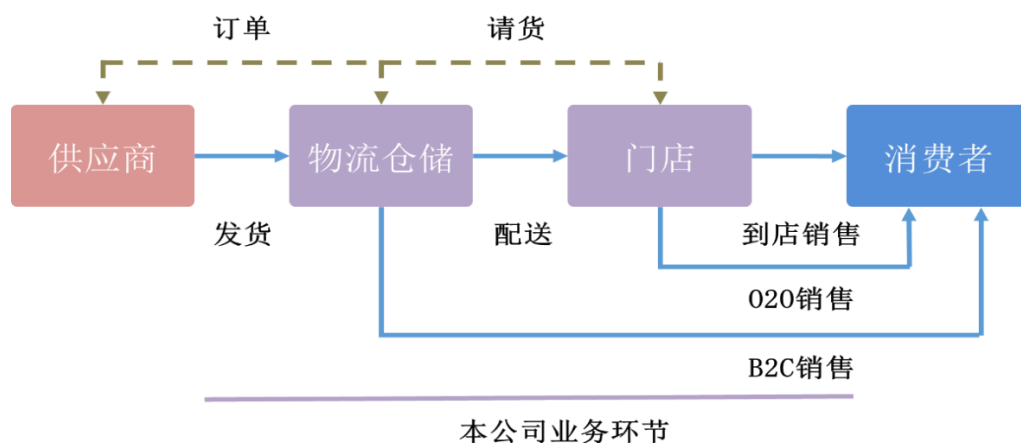 订单
请货
供应商
物流仓储
门店
消费者
发货
配送
到店销售
O2O销售
B2C销售
本公司业务环节